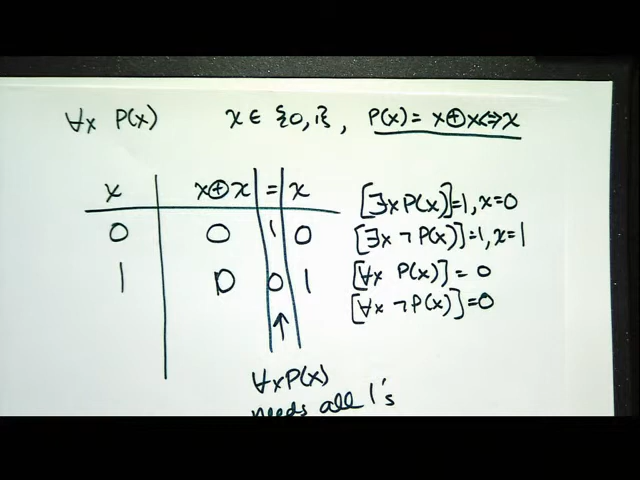 ∀x P(x) x ∈ {0,1}, P(x) = x⊕x⇔x
x x⊕x = x
0 0 1 0
1 0 0 1
↑
∀xP(x)
needs all 1's
[∃x P(x)]=1, x=0
[∃x ¬P(x)]=1, x=1
[∀x P(x)] = 0
[∀x ¬P(x)]=0